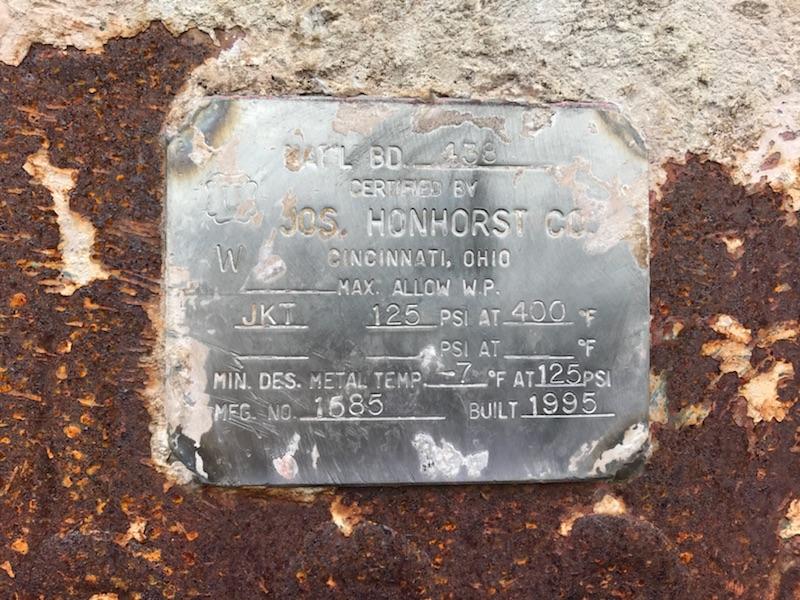 NAT'L BD. 438
CERTIFIED BY
U
JOS. HONHORST CO.
W CINCINNATI, OHIO
MAX. ALLOW W.P.
JKT 125 PSI AT 400 °F
PSI AT °F
MIN. DES. METAL TEMP. -7 °F AT 125 PSI
MFG. NO. 1585 BUILT 1995